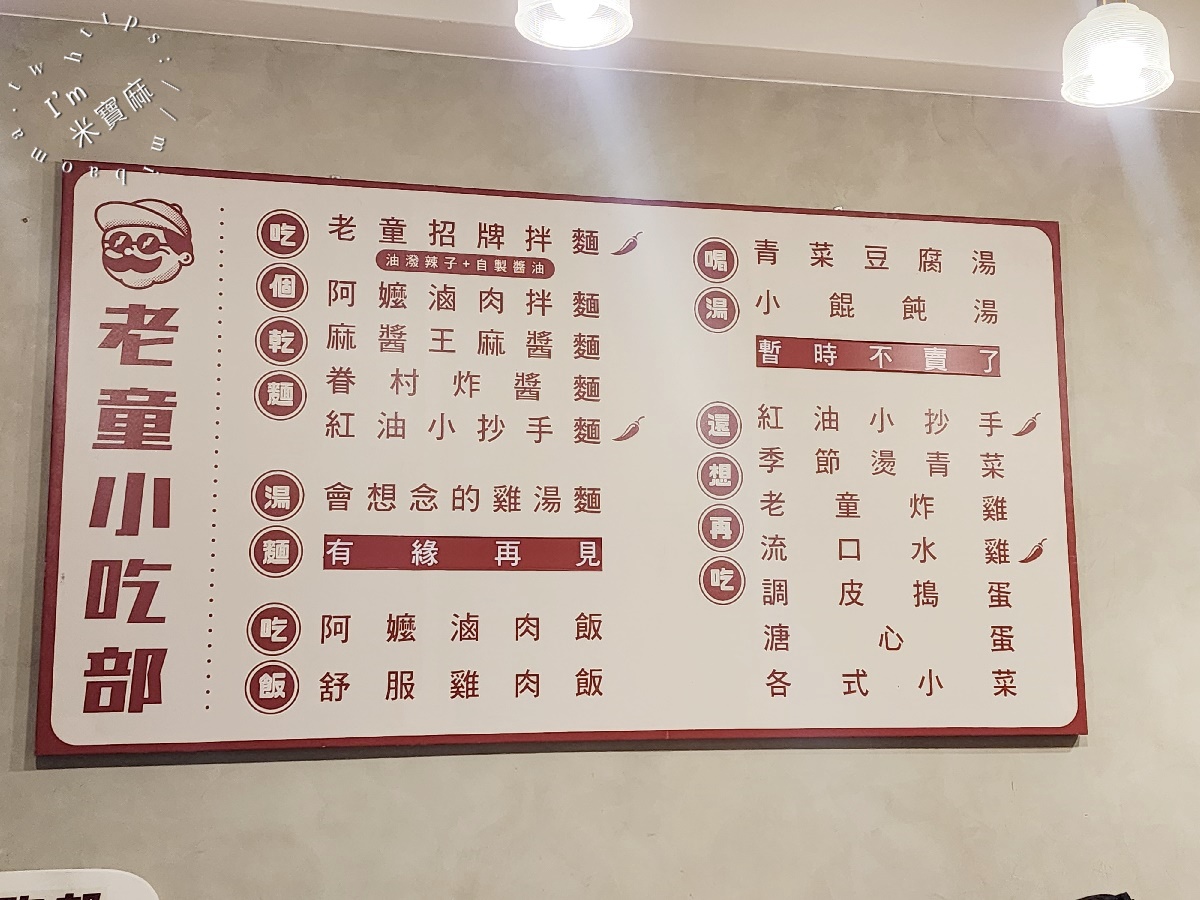 https://mibaoma.tw
I'm
米寶麻
老童小吃部
吃個乾麵
老童招牌拌麵
油潑辣子+自製醬油
阿嬤滷肉拌麵
麻醬王麻醬麵
眷村炸醬麵
紅油小抄手麵
湯麵
會想念的雞湯麵
有緣再見
吃飯
阿嬤滷肉飯
舒服雞肉飯
喝湯
青菜豆腐湯
小餛飩湯
暫時不賣了
還想再吃
紅油小抄手
季節燙青菜
老童炸雞
流口水雞
調皮搗蛋
溏心蛋
各式小菜